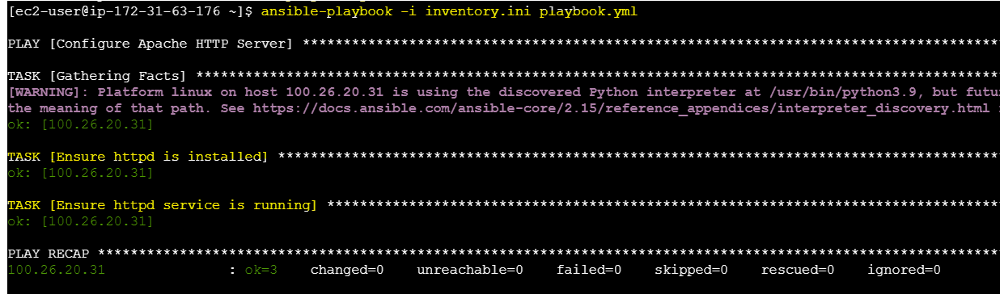 [ec2-user@ip-172-31-63-176 ~]$ ansible-playbook -i inventory.ini playbook.yml
PLAY [Configure Apache HTTP Server] **************************************************************************************
TASK [Gathering Facts] **************************************************************************************************
[WARNING]: Platform linux on host 100.26.20.31 is using the discovered Python interpreter at /usr/bin/python3.9, but
the meaning of that path. See https://docs.ansible.com/ansible-core/2.15/reference_appendices/interpreter_discovery.html
ok: [100.26.20.31]
TASK [Ensure httpd is installed] ****************************************************************************************
ok: [100.26.20.31]
TASK [Ensure httpd service is running] **********************************************************************************
ok: [100.26.20.31]
PLAY RECAP **************************************************************************************************************
100.26.20.31 : ok=3 changed=0 unreachable=0 failed=0 skipped=0 rescued=0 ignored=0